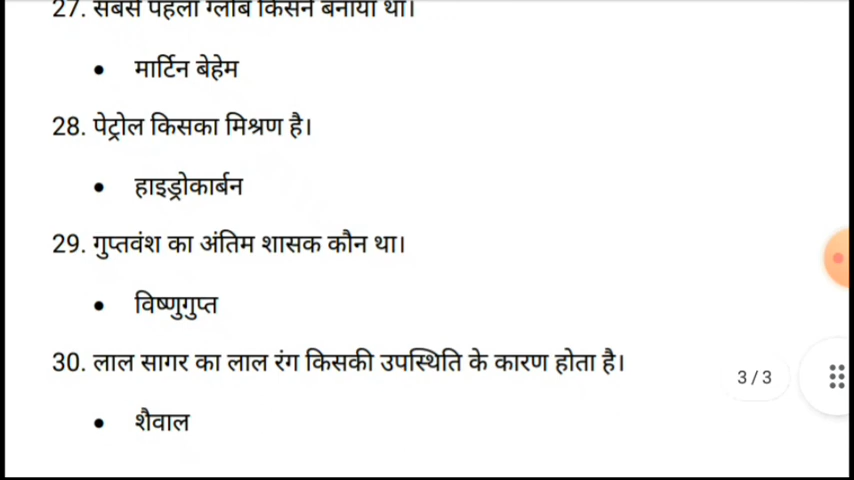 27. सबसे पहला ग्लोब किसने बनाया था।
• मार्टिन बेहेम
28. पेट्रोल किसका मिश्रण है।
• हाइड्रोकार्बन
29. गुप्तवंश का अंतिम शासक कौन था।
• विष्णुगुप्त
30. लाल सागर का लाल रंग किसकी उपस्थिति के कारण होता है।
3/3
• शैवाल